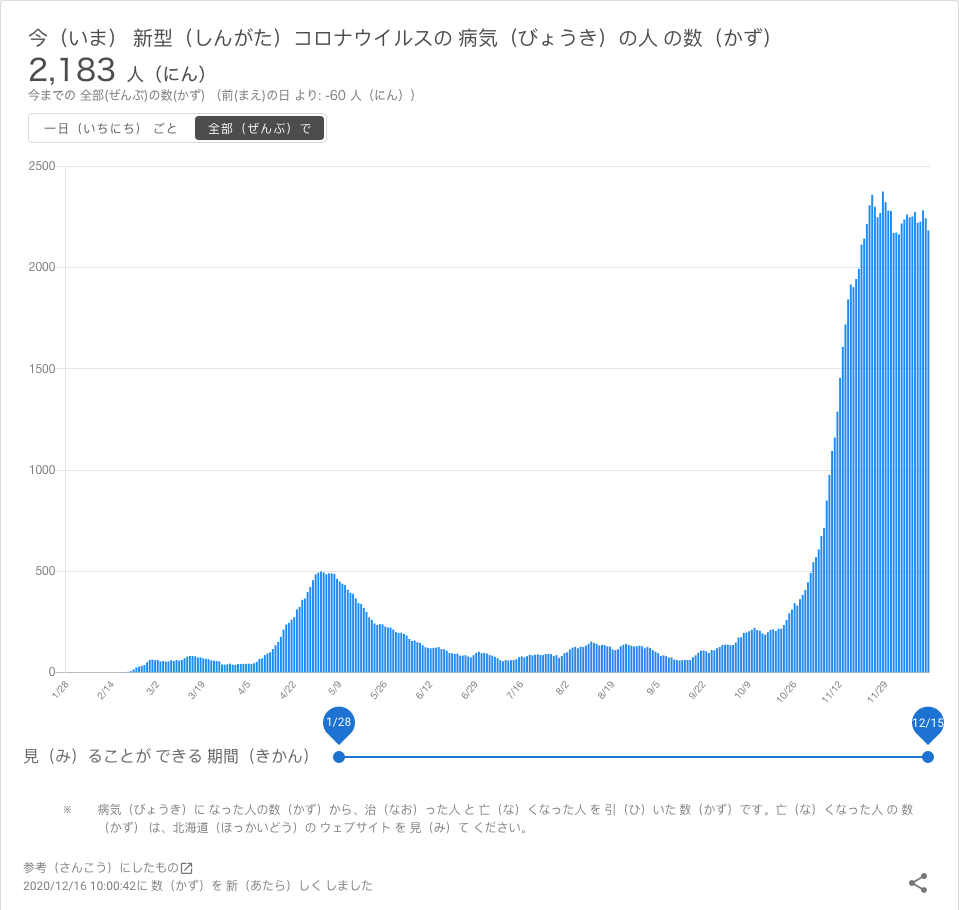 今（いま） 新型（しんがた）コロナウイルスの 病気（びょうき）の人 の数（かず）
2,183 人（にん）
今までの 全部(ぜんぶ)の数(かず) （前(まえ)の日 より: -60 人（にん））
一日（いちにち） ごと 全部（ぜんぶ）で
2500
2000
1500
1000
500
0
1/28 2/14 3/2 3/19 4/5 4/22 5/9 5/26 6/12 6/29 7/16 8/2 8/19 9/5 9/22 10/9 10/26 11/12 11/29
1/28 12/15
見（み）ることが できる 期間（きかん）
※ 病気（びょうき）に なった人の数（かず）から、治（なお）った人 と 亡（な）くなった人 を 引（ひ）いた 数（かず）です。亡（な）くなった人 の 数
（かず） は、北海道（ほっかいどう）の ウェブサイト を 見（み）て ください。
参考（さんこう）にしたもの
2020/12/16 10:00:42に 数（かず）を 新（あたら）しく しました